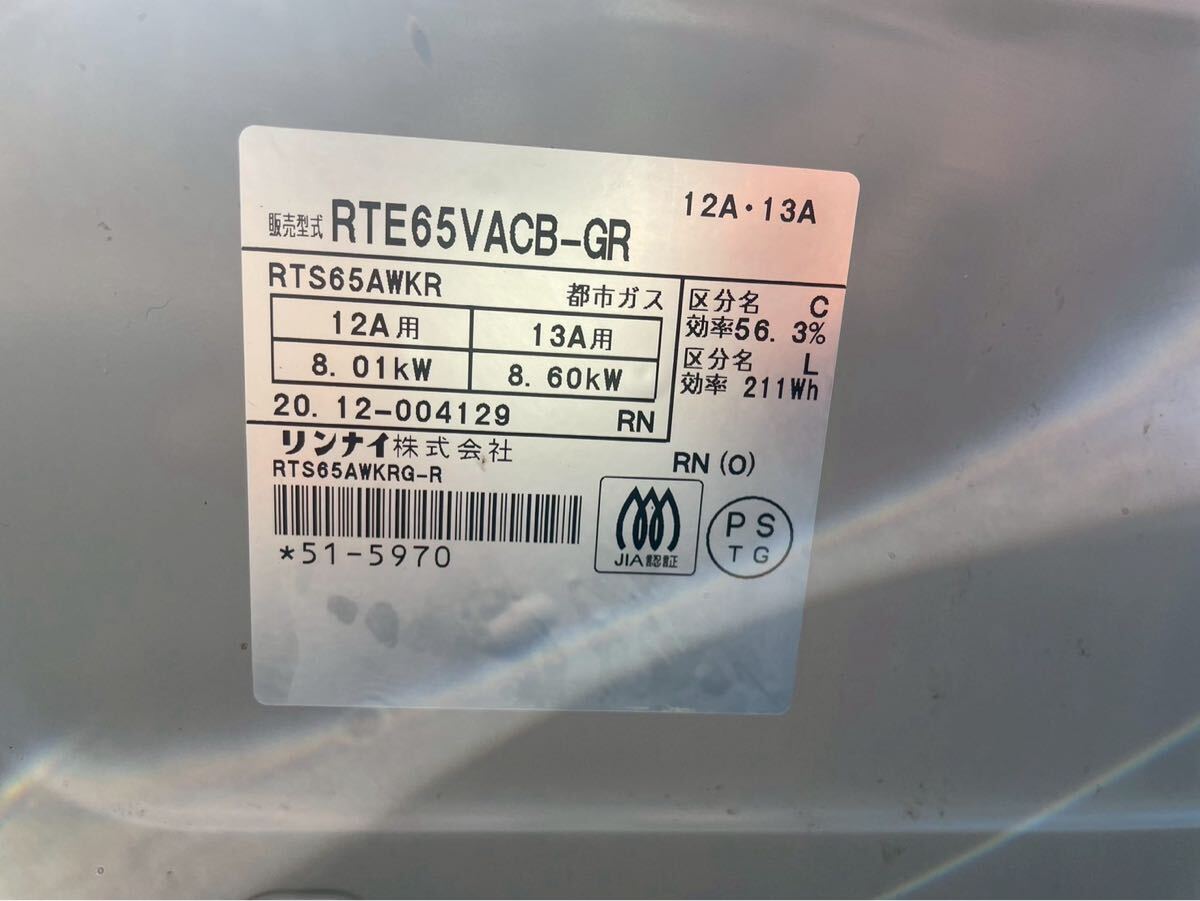 販売型式 RTE65VACB-GR 12A・13A
RTS65AWKR 都市ガス
12A用 13A用
8.01kW 8.60kW
20.12-004129 RN
区分名 C
効率56.3%
区分名 L
効率 211Wh
リンナイ株式会社
RTS65AWKRG-R
RN(O)
*51-5970
JIA認証
PS
TG